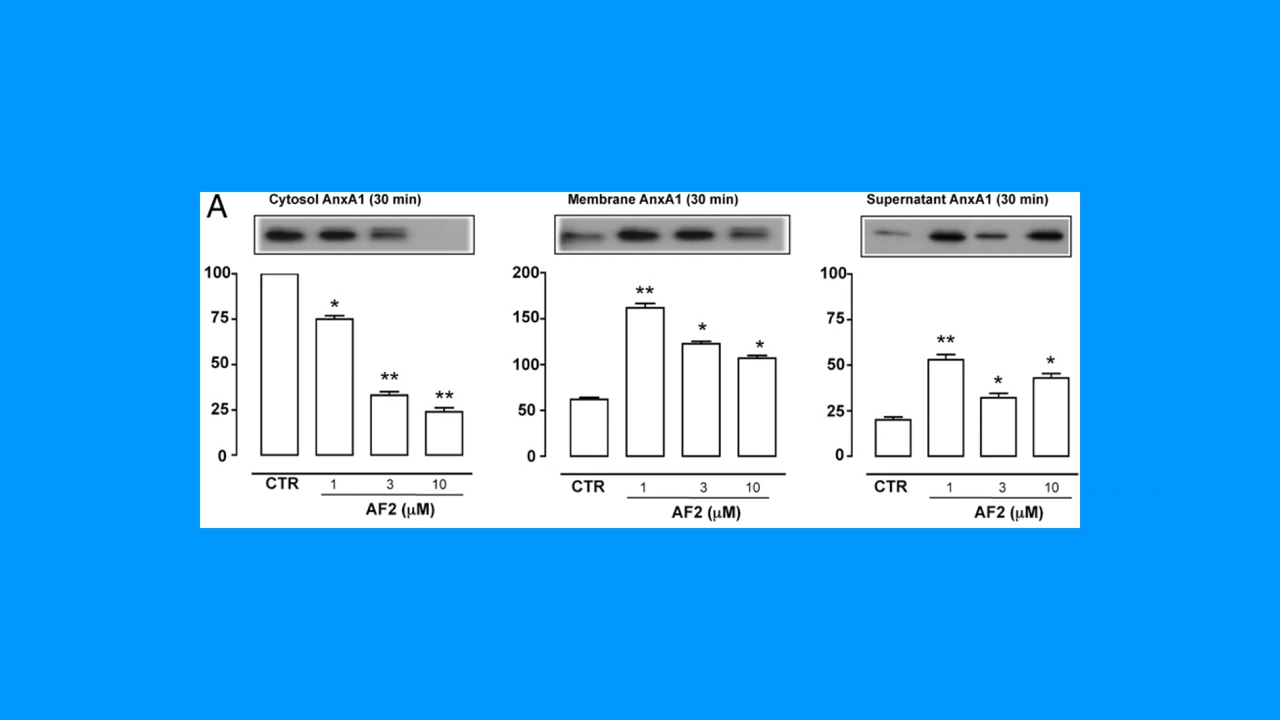 A
Cytosol AnxA1 (30 min)
100
75
50
25
0
*
**
**
CTR 1 3 10
AF2 (μM)
Membrane AnxA1 (30 min)
200
150
100
50
0
**
*
*
CTR 1 3 10
AF2 (μM)
Supernatant AnxA1 (30 min)
100
75
50
25
0
**
*
*
CTR 1 3 10
AF2 (μM)